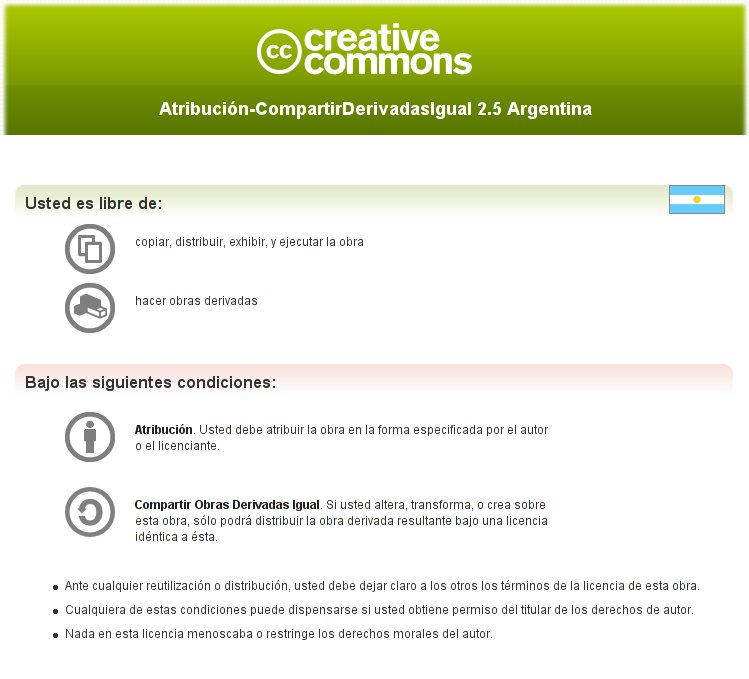 cc creative
commons
Atribución-CompartirDerivadasIgual 2.5 Argentina
Usted es libre de:
copiar, distribuir, exhibir, y ejecutar la obra
hacer obras derivadas
Bajo las siguientes condiciones:
Atribución. Usted debe atribuir la obra en la forma especificada por el autor
o el licenciante.
Compartir Obras Derivadas Igual. Si usted altera, transforma, o crea sobre
esta obra, sólo podrá distribuir la obra derivada resultante bajo una licencia
idéntica a ésta.
• Ante cualquier reutilización o distribución, usted debe dejar claro a los otros los términos de la licencia de esta obra.
• Cualquiera de estas condiciones puede dispensarse si usted obtiene permiso del titular de los derechos de autor.
• Nada en esta licencia menoscaba o restringe los derechos morales del autor.